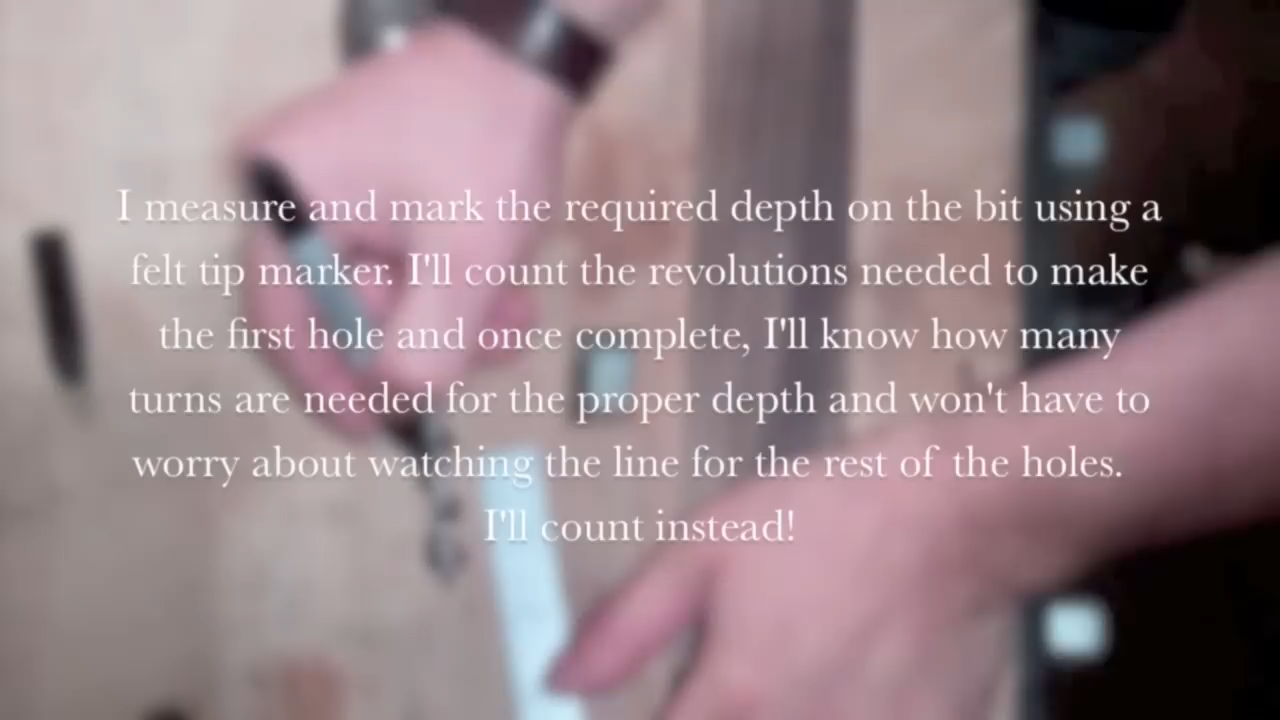 I measure and mark the required depth on the bit using a
felt tip marker. I'll count the revolutions needed to make
the first hole and once complete, I'll know how many
turns are needed for the proper depth and won't have to
worry about watching the line for the rest of the holes.
I'll count instead!